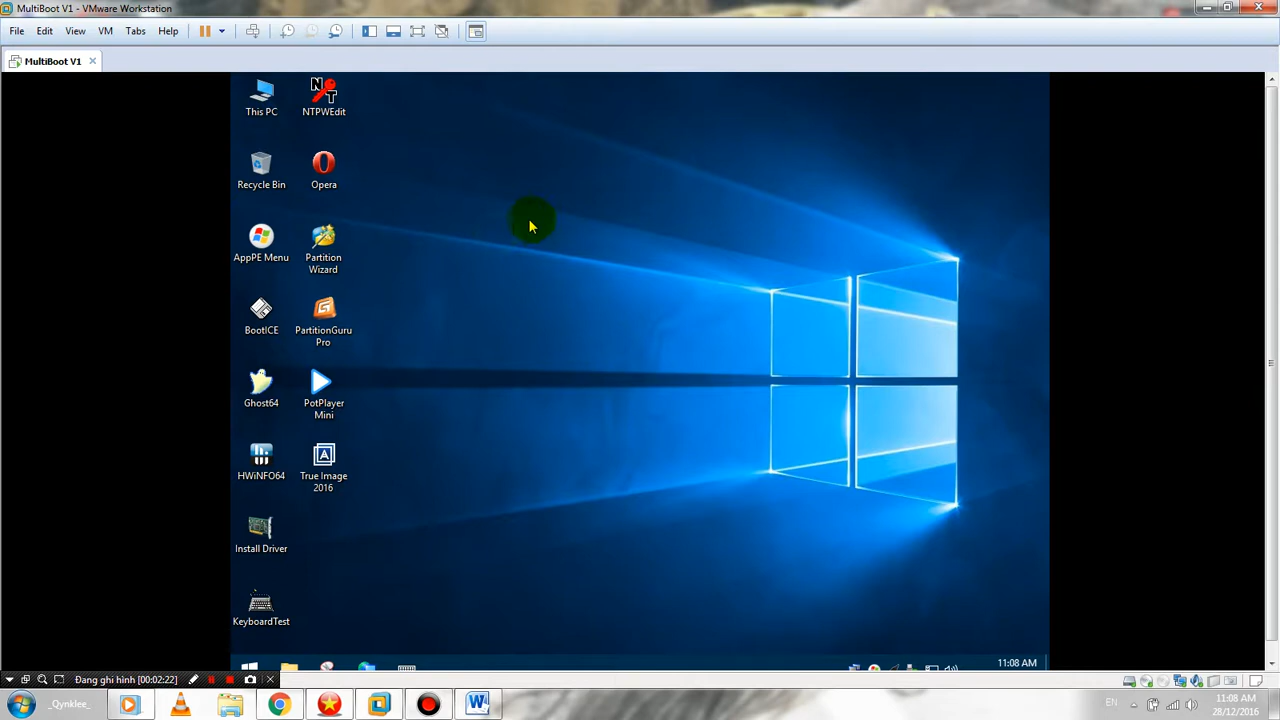 MultiBoot V1 - VMware Workstation
File Edit View VM Tabs Help
MultiBoot V1
This PC
NTPWEdit
Recycle Bin
Opera
AppPE Menu
Partition
Wizard
BootICE
PartitionGuru
Pro
Ghost64
PotPlayer
Mini
HWiNFO64
True Image
2016
Install Driver
KeyboardTest
11:08 AM
Đang ghi hình [00:02:22]
_Qynklee_
EN
11:08 AM
28/12/2016